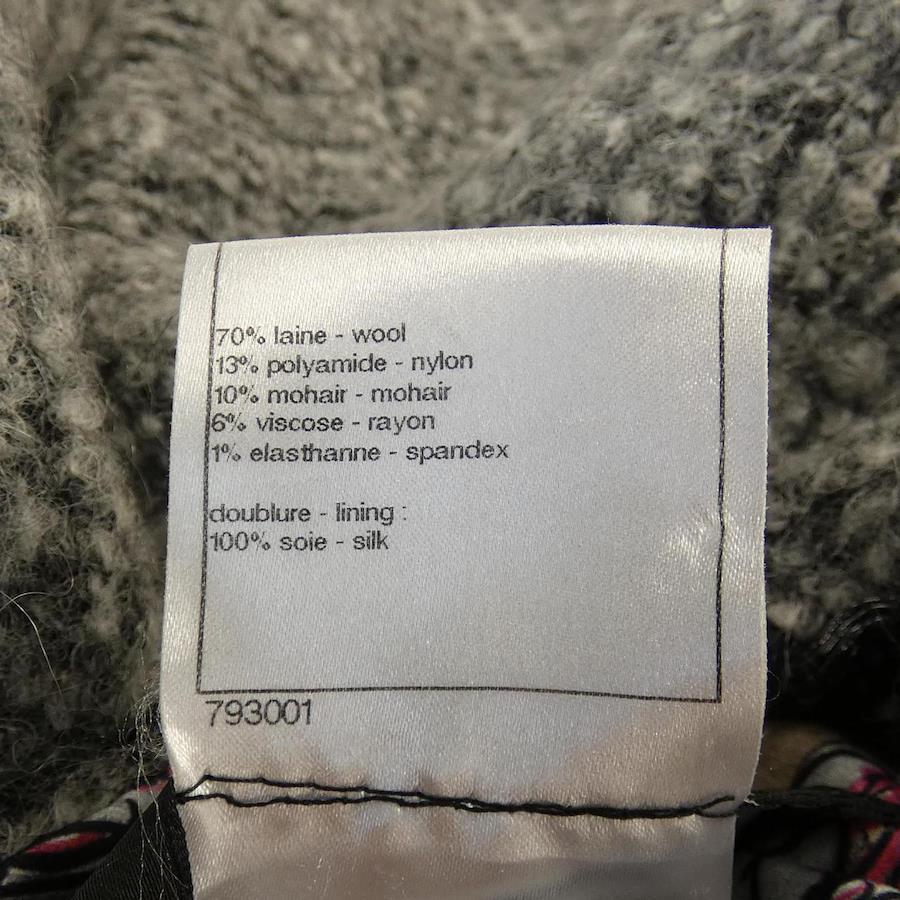 70% laine - wool
13% polyamide - nylon
10% mohair - mohair
6% viscose - rayon
1% elasthanne - spandex
doublure - lining :
100% soie - silk
793001